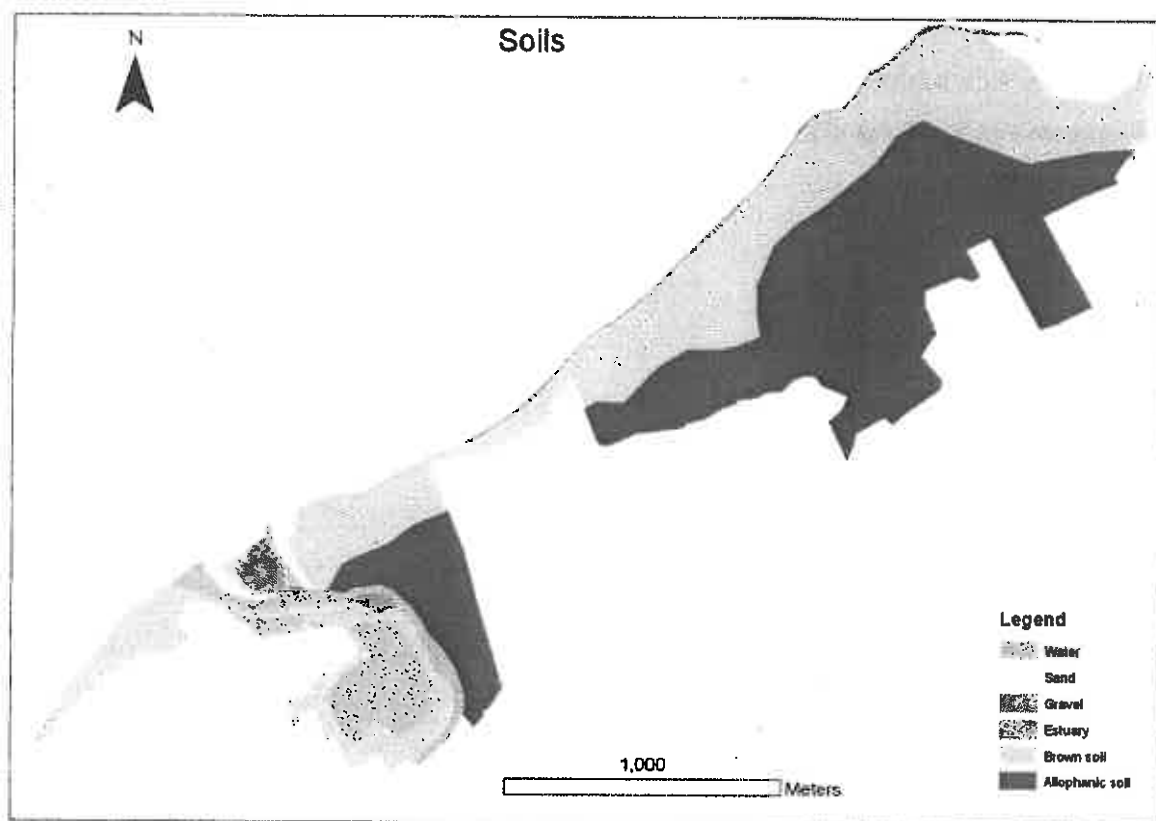 Soils
N
1,000
Meters
Legend
Water
Sand
Gravel
Estuary
Brown soil
Allophanic soil